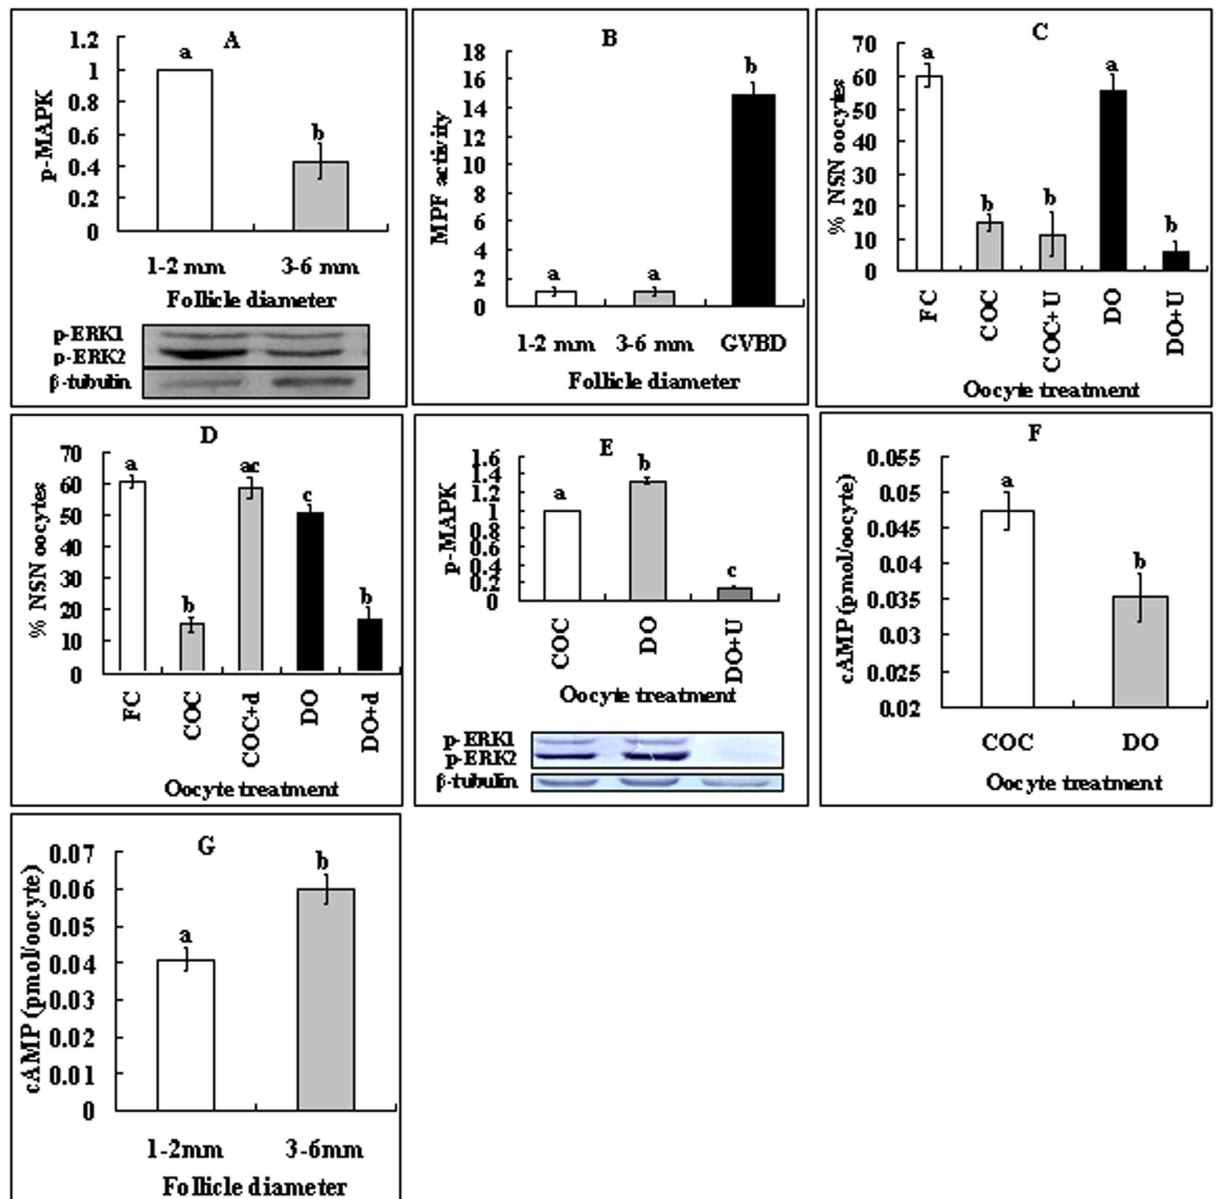 A
1.2
1
0.8
0.6
0.4
0.2
0
p-MAPK
a
b
1-2 mm 3-6 mm
Follicle diameter
p-ERK1
p-ERK2
β-tubulin
B
18
16
14
12
10
8
6
4
2
0
MPF activity
a a b
1-2 mm 3-6 mm GVBD
Follicle diameter
C
70
60
50
40
30
20
10
0
% NSN oocytes
a b b a b
FC COC COC+U DO DO+U
Oocyte treatment
D
70
60
50
40
30
20
10
0
% NSN oocytes
a b ac c b
FC COC COC+d DO DO+d
Oocyte treatment
E
1.6
1.4
1.2
1
0.8
0.6
0.4
0.2
0
p-MAPK
a b c
COC DO DO+U
Oocyte treatment
p-ERK1
p-ERK2
β-tubulin
F
0.055
0.05
0.045
0.04
0.035
0.03
0.025
0.02
cAMP (pmol/oocyte)
a b
COC DO
Oocyte treatment
G
0.07
0.06
0.05
0.04
0.03
0.02
0.01
0
cAMP (pmol/oocyte)
a b
1-2mm 3-6mm
Follicle diameter